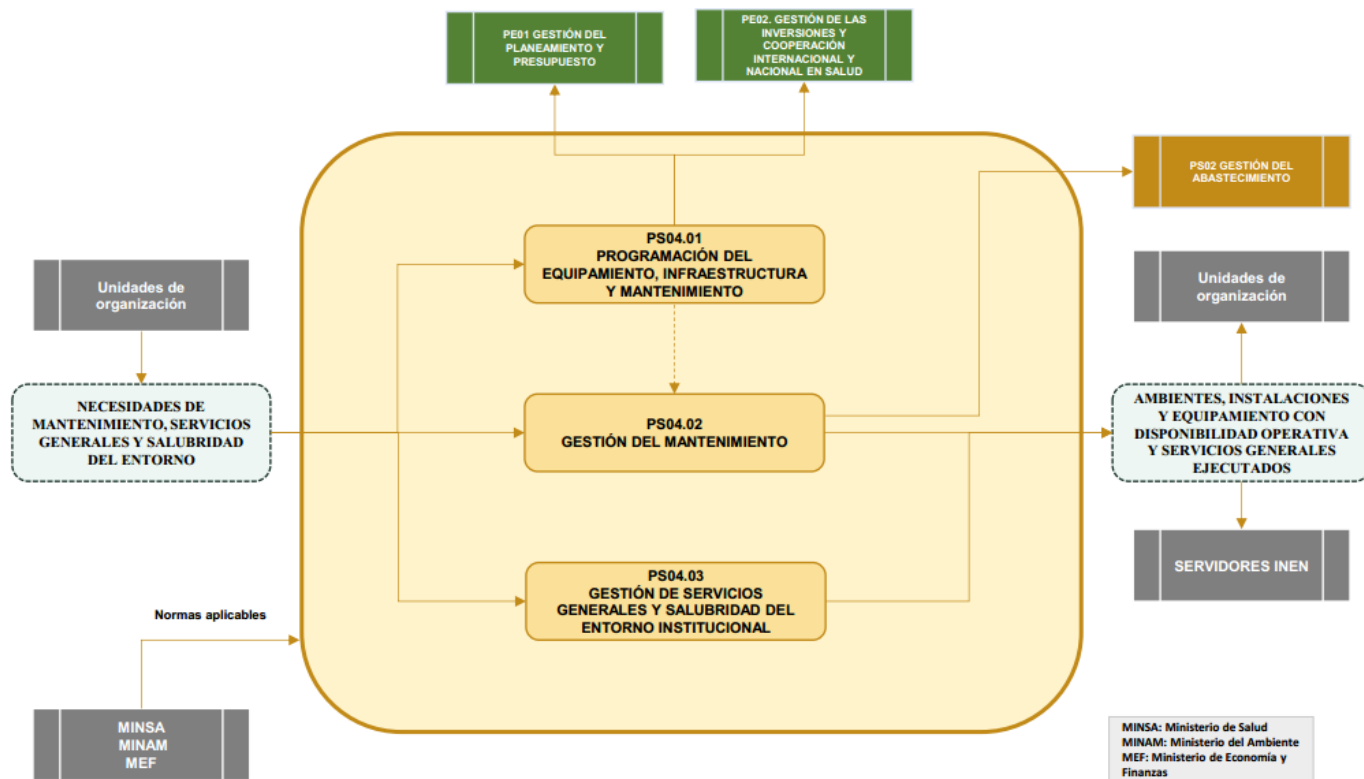 PE01 GESTIÓN DEL
PLANEAMIENTO Y
PRESUPUESTO
PE02. GESTIÓN DE LAS
INVERSIONES Y
COOPERACIÓN
INTERNACIONAL Y
NACIONAL EN SALUD
PS02 GESTIÓN DEL
ABASTECIMIENTO
PS04.01
PROGRAMACIÓN DEL
EQUIPAMIENTO, INFRAESTRUCTURA
Y MANTENIMIENTO
Unidades de
organización
Unidades de
organización
NECESIDADES DE
MANTENIMIENTO, SERVICIOS
GENERALES Y SALUBRIDAD
DEL ENTORNO
PS04.02
GESTIÓN DEL MANTENIMIENTO
AMBIENTES, INSTALACIONES
Y EQUIPAMIENTO CON
DISPONIBILIDAD OPERATIVA
Y SERVICIOS GENERALES
EJECUTADOS
PS04.03
GESTIÓN DE SERVICIOS
GENERALES Y SALUBRIDAD DEL
ENTORNO INSTITUCIONAL
SERVIDORES INEN
Normas aplicables
MINSA
MINAM
MEF
MINSA: Ministerio de Salud
MINAM: Ministerio del Ambiente
MEF: Ministerio de Economía y
Finanzas